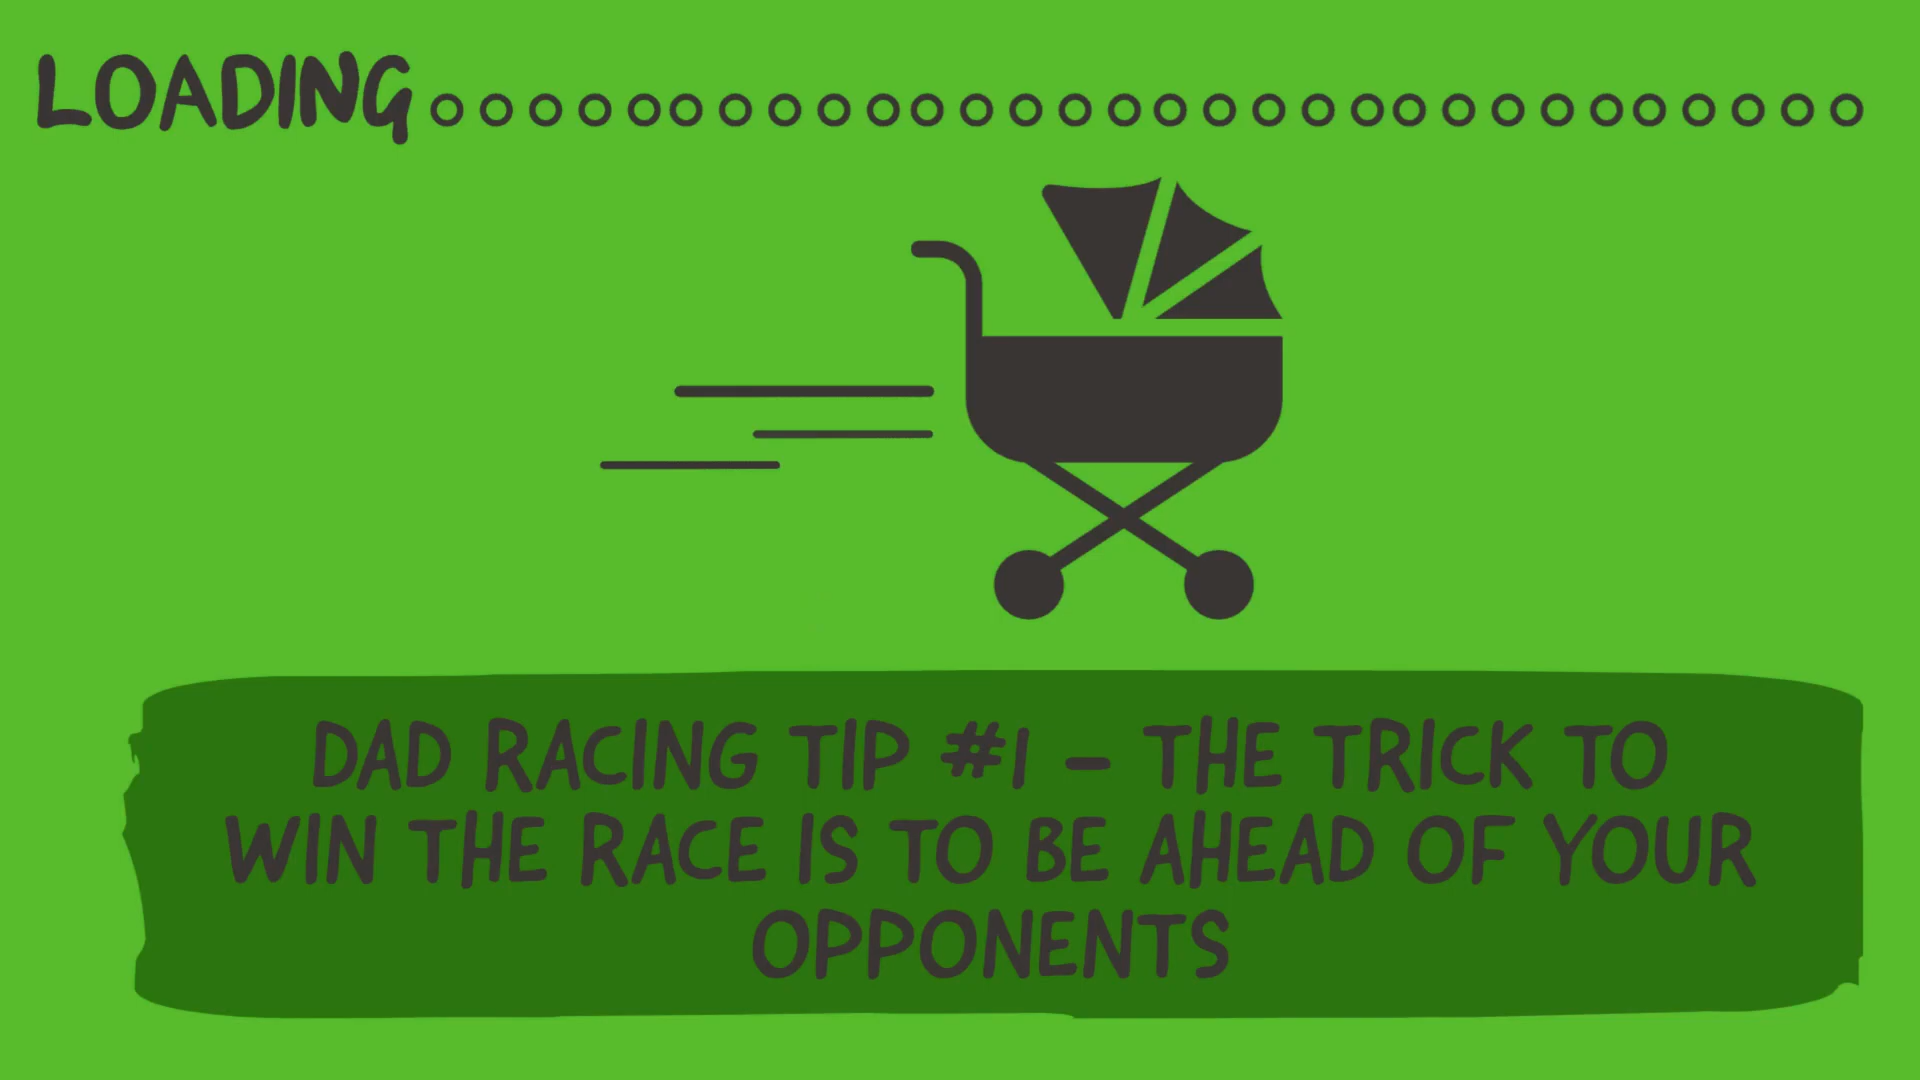 LOADING
DAD RACING TIP #1 – THE TRICK TO
WIN THE RACE IS TO BE AHEAD OF YOUR
OPPONENTS